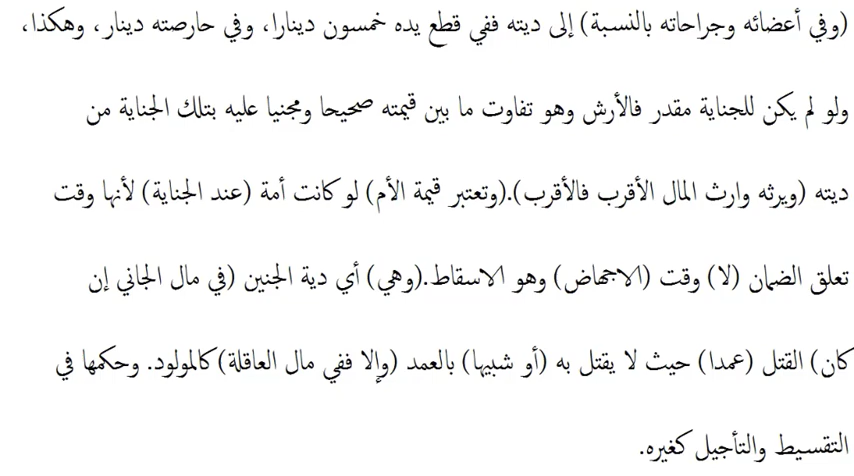 (وفي أعضائه وجراحاته بالنسبة) إلى ديته ففي قطع يده خمسون دينارا، وفي حارصته دينار، وهكذا،
ولو لم يكن للجناية مقدر فالأرش وهو تفاوت ما بين قيمته صحيحا ومجنيا عليه بتلك الجناية من
ديته (ويرثه وارث المال الأقرب فالأقرب).(وتعتبر قيمة الأم) لو كانت أمة (عند الجناية) لأنها وقت
تعلق الضمان (لا) وقت (الاجهاض) وهو الاسقاط.(وهي) أي دية الجنين (في مال الجاني إن
كان) القتل (عمدا) حيث لا يقتل به (أو شبيها) بالعمد (وإلا ففي مال العاقلة) كالمولود. وحكمها في
التقسيط والتأجيل كغيره.